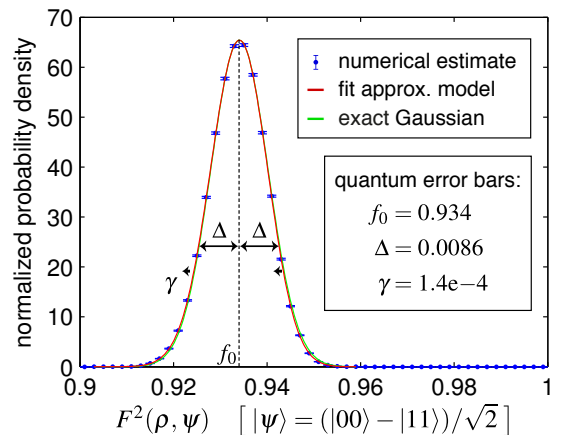 normalized probability density
70
60
50
40
30
20
10
0
numerical estimate
fit approx. model
exact Gaussian
quantum error bars:
f₀ = 0.934
Δ = 0.0086
γ = 1.4e−4
Δ Δ
γ
f₀
0.9 0.92 0.94 0.96 0.98 1
F²(ρ, ψ) [ |ψ⟩ = (|00⟩ − |11⟩)/√2 ]